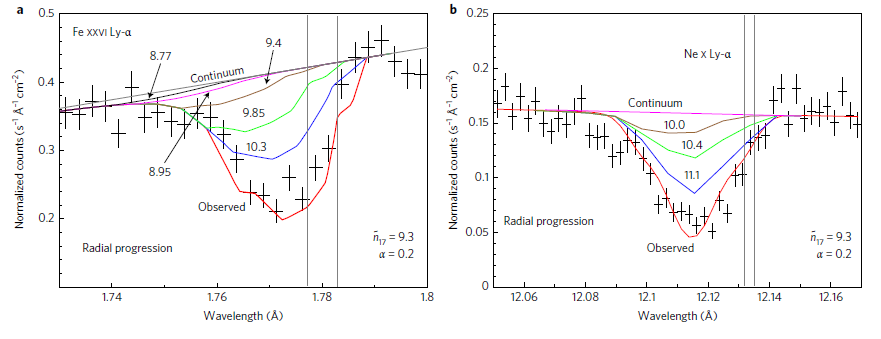 a
0.5
0.4
0.3
0.2
Normalized counts (s⁻¹ Å⁻¹ cm⁻²)
Fe XXVI Ly-α
8.77
9.4
Continuum
9.85
8.95
10.3
Observed
Radial progression
ñ₁₇ = 9.3
α = 0.2
1.74
1.76
1.78
1.8
Wavelength (Å)
b
0.25
0.2
0.15
0.1
0.05
0
Normalized counts (s⁻¹ Å⁻¹ cm⁻²)
Ne X Ly-α
Continuum
10.0
10.4
11.1
Observed
Radial progression
ñ₁₇ = 9.3
α = 0.2
12.06
12.08
12.1
12.12
12.14
12.16
Wavelength (Å)